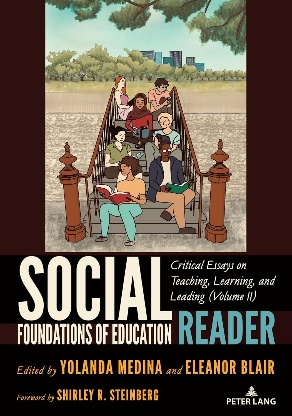 SOCIAL
Critical Essays on
Teaching, Learning, and
Leading (Volume II)
FOUNDATIONS OF EDUCATION READER
Edited by YOLANDA MEDINA and ELEANOR BLAIR
Foreword by SHIRLEY R. STEINBERG
PETER LANG